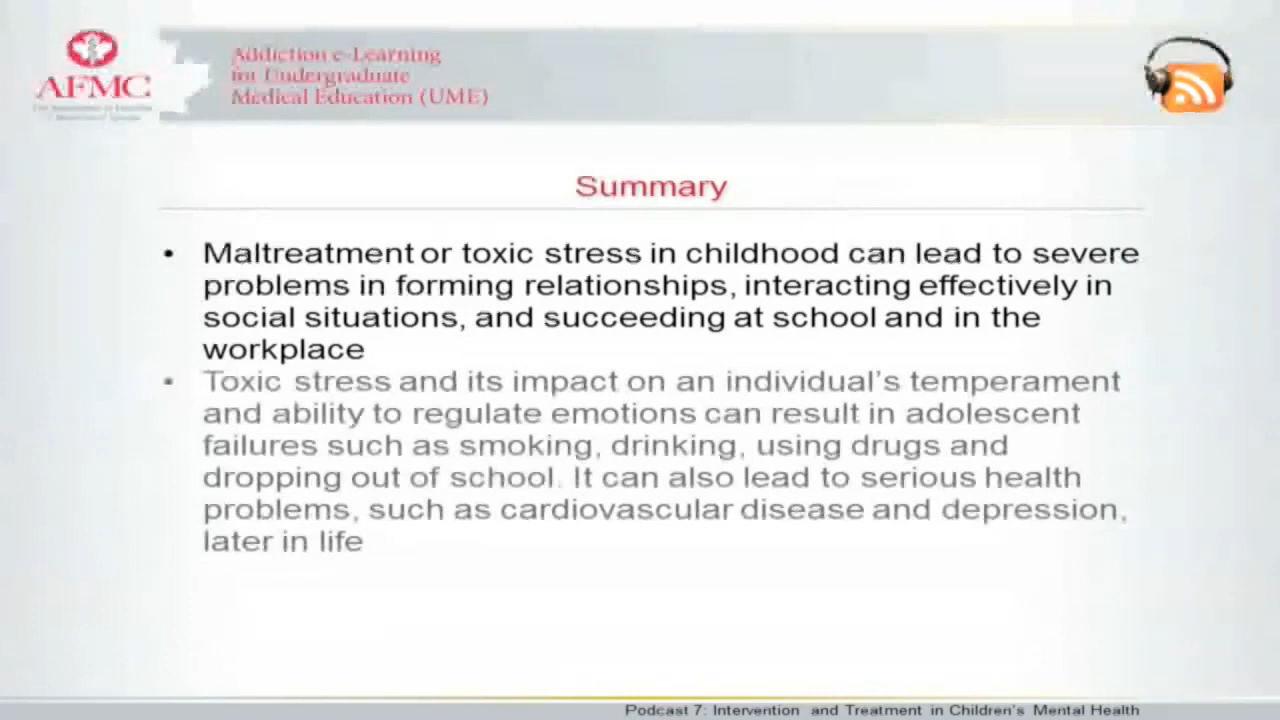 AFMC
Addiction e-Learning
for Undergraduate
Medical Education (UME)
Summary
• Maltreatment or toxic stress in childhood can lead to severe
problems in forming relationships, interacting effectively in
social situations, and succeeding at school and in the
workplace
• Toxic stress and its impact on an individual's temperament
and ability to regulate emotions can result in adolescent
failures such as smoking, drinking, using drugs and
dropping out of school. It can also lead to serious health
problems, such as cardiovascular disease and depression,
later in life
Podcast 7: Intervention and Treatment in Children's Mental Health